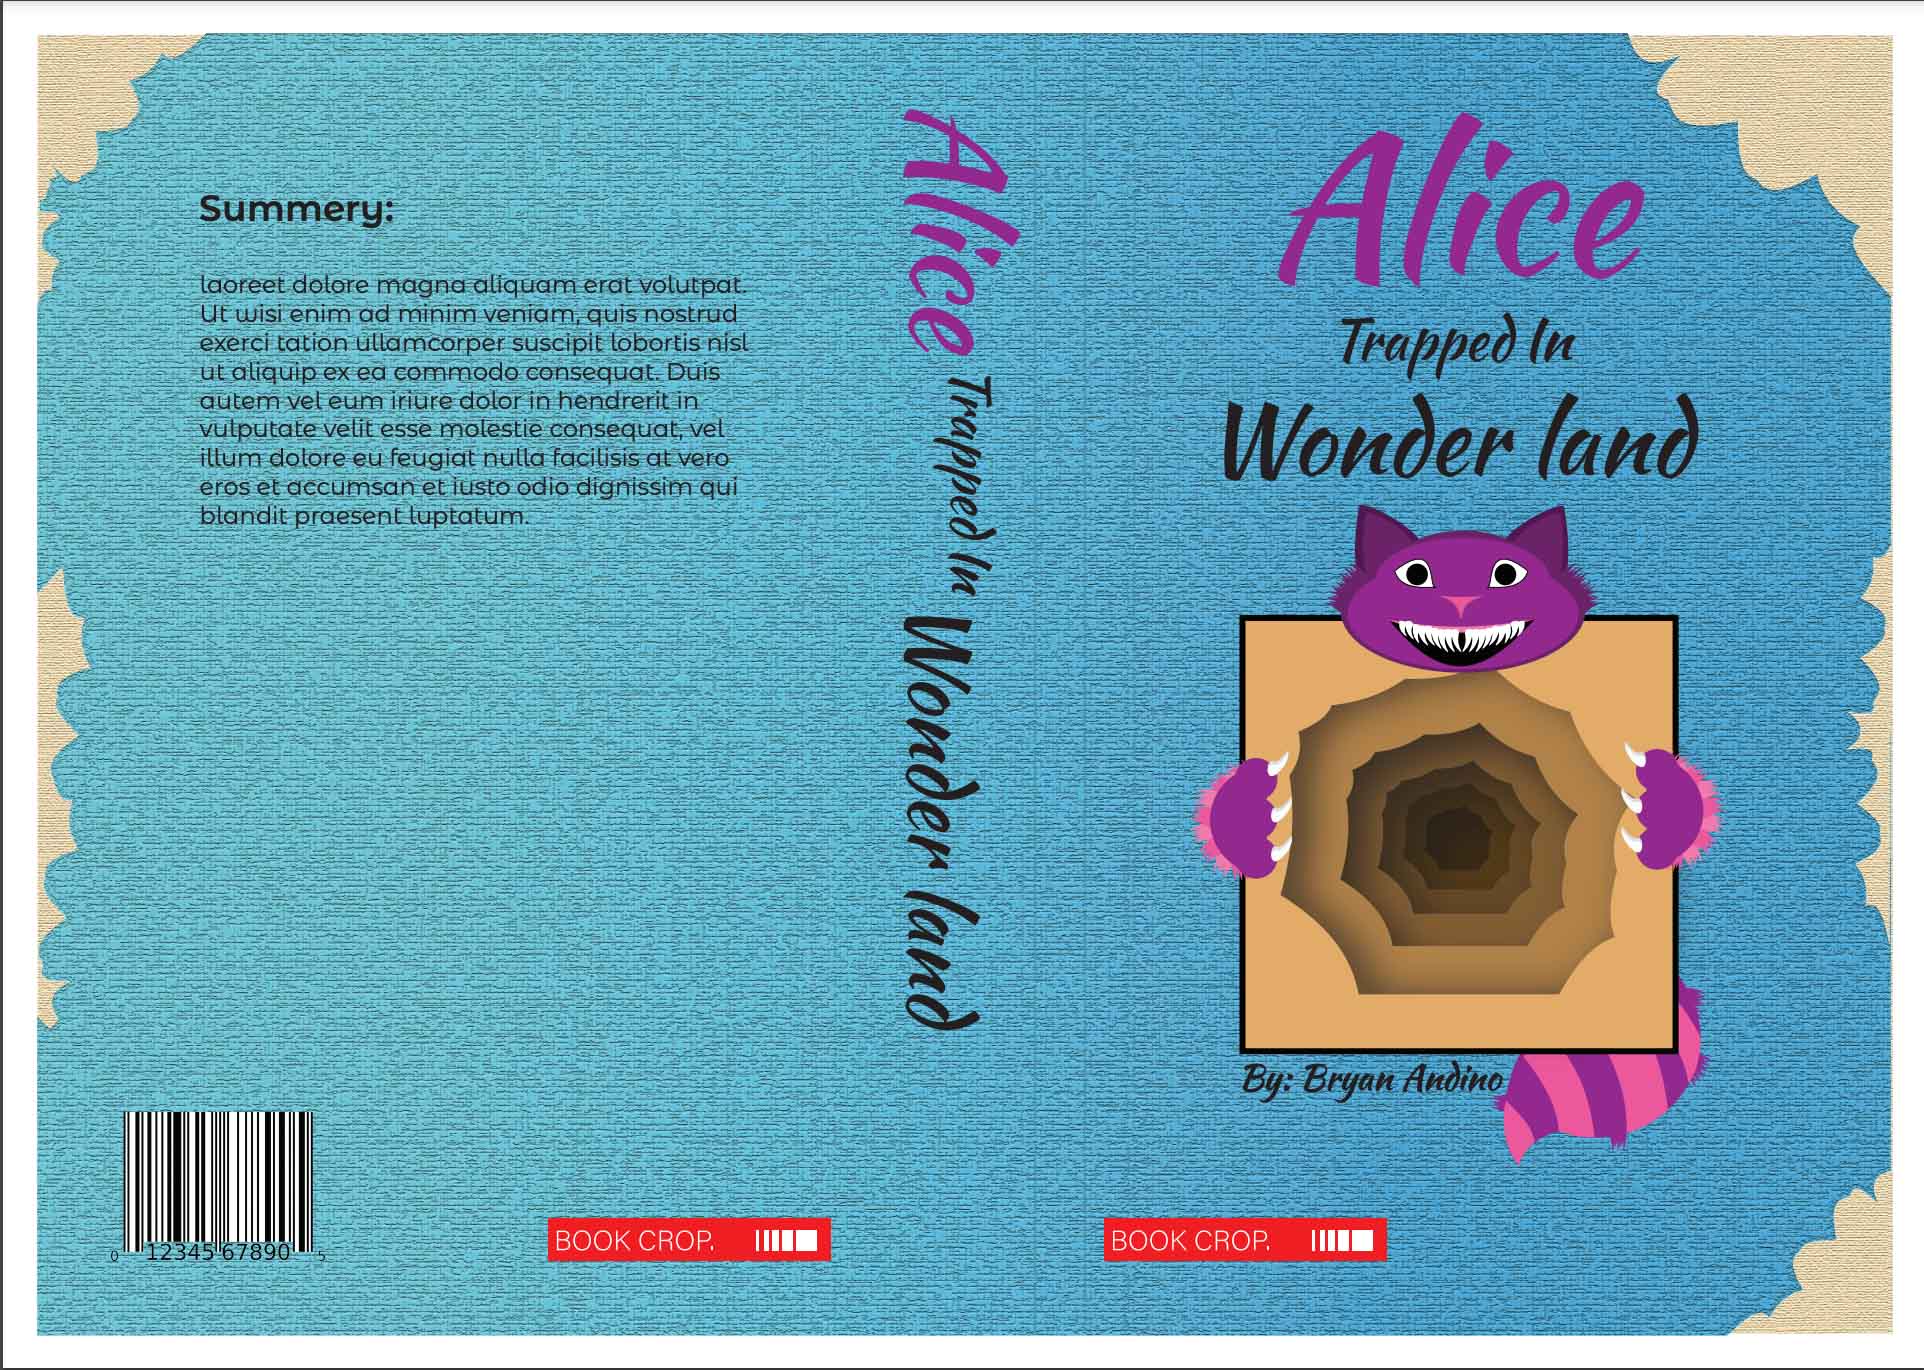 Summery:
laoreet dolore magna aliquam erat volutpat.
Ut wisi enim ad minim veniam, quis nostrud
exerci tation ullamcorper suscipit lobortis nisl
ut aliquip ex ea commodo consequat. Duis
autem vel eum iriure dolor in hendrerit in
vulputate velit esse molestie consequat, vel
illum dolore eu feugiat nulla facilisis at vero
eros et accumsan et iusto odio dignissim qui
blandit praesent luptatum.
0 12345 67890 5
BOOK CROP.
Alice Trapped In Wonder land
Alice
Trapped In
Wonder land
By: Bryan Andino
BOOK CROP.